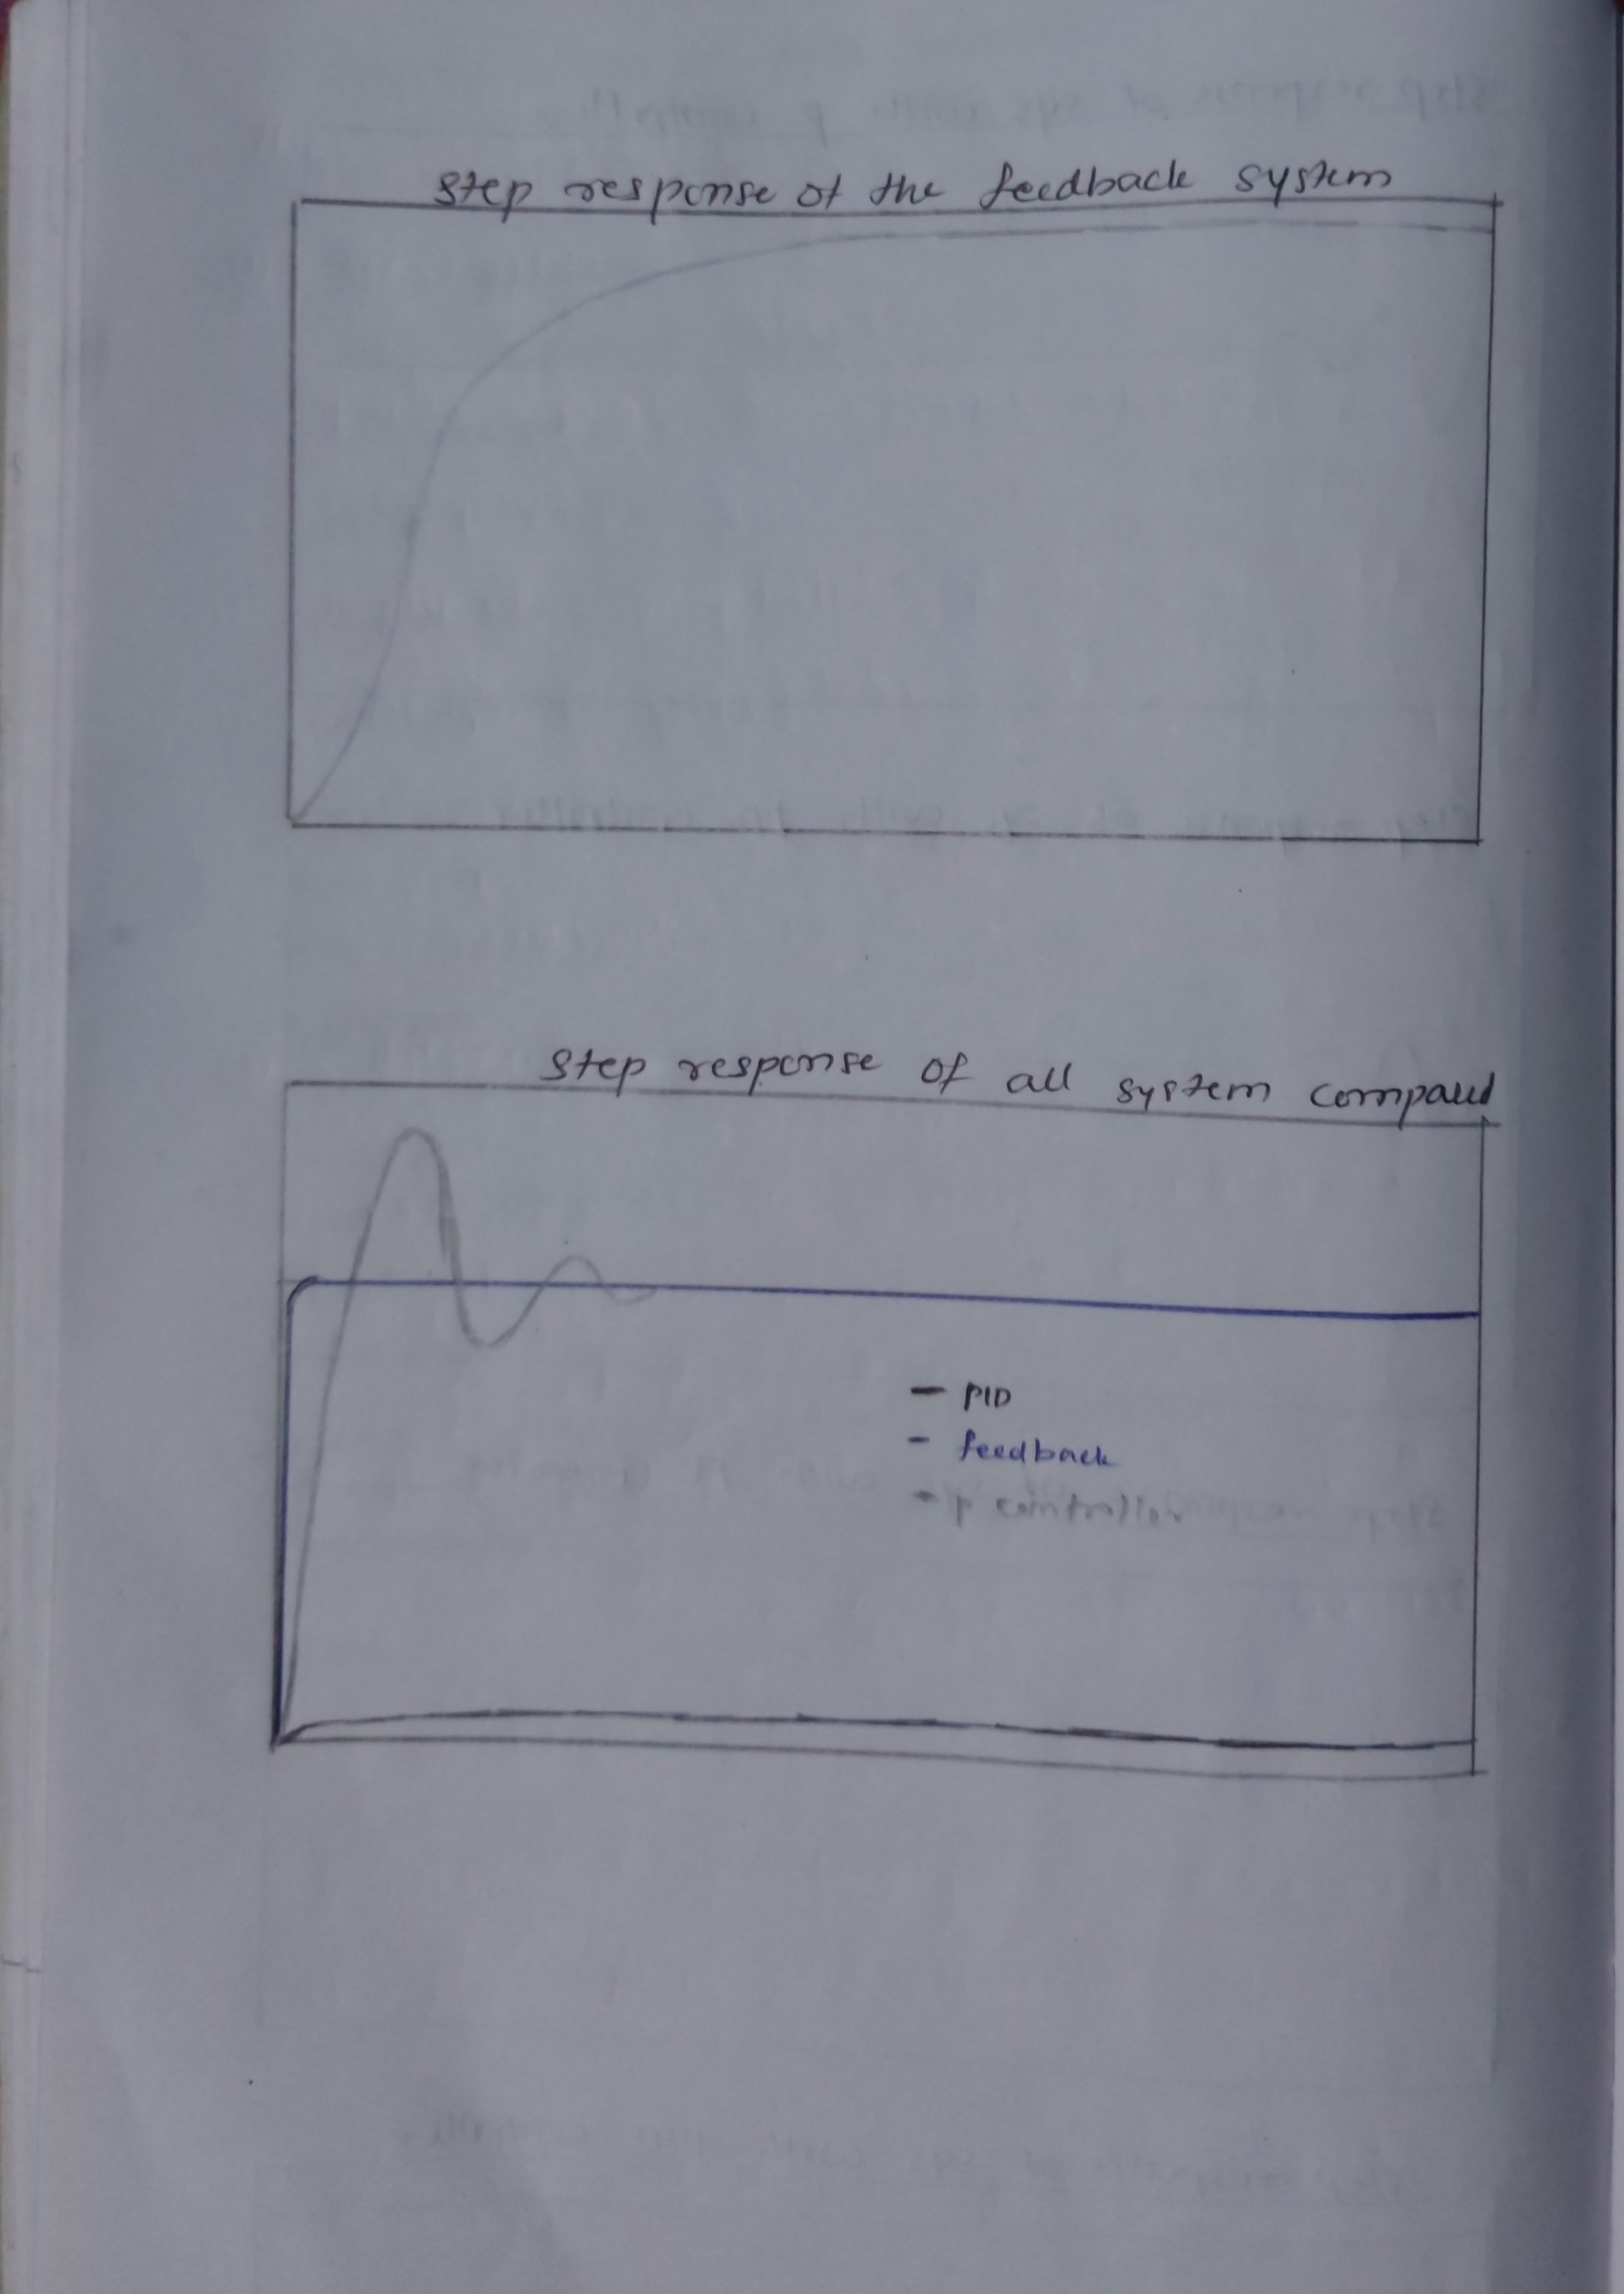 Step response of the feedback system
Step response of all system compared
— PID
- feedback
- P controller